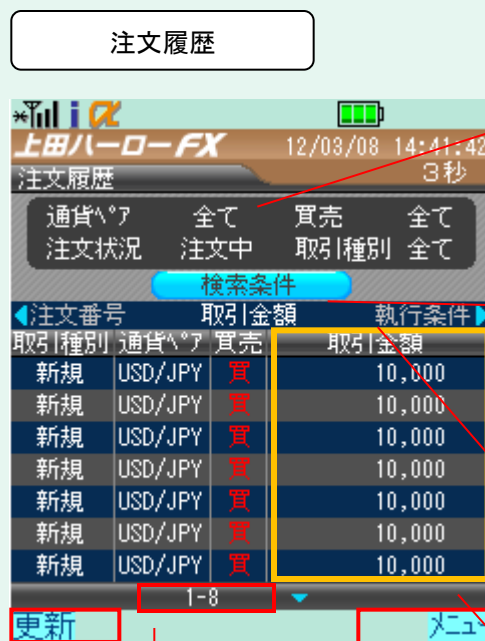 注文履歴
上田ハーローFX 12/03/08 14:41:42
注文履歴 3秒
通貨ﾍﾟｱ 全て 買売 全て
注文状況 注文中 取引種別 全て
検索条件
注文番号 取引金額 執行条件
取引種別 通貨ﾍﾟｱ 買売 取引金額
新規 USD/JPY 買 10,000
新規 USD/JPY 買 10,000
新規 USD/JPY 買 10,000
新規 USD/JPY 買 10,000
新規 USD/JPY 買 10,000
新規 USD/JPY 買 10,000
新規 USD/JPY 買 10,000
1-8
更新 ﾒﾆｭｰ